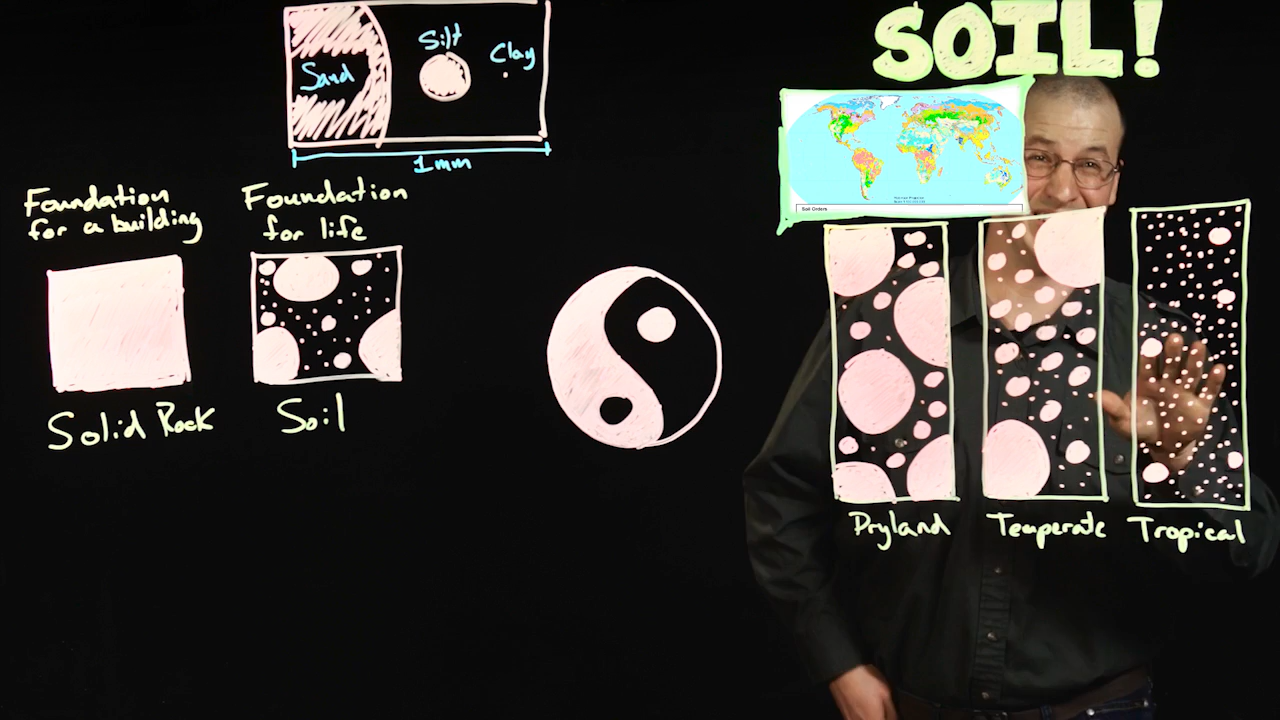 SOIL!
Silt
Clay
Sand
1mm
Foundation
for a building
Foundation
for life
Soil Orders
Solid Rock
Soil
Dryland
Temperate
Tropical